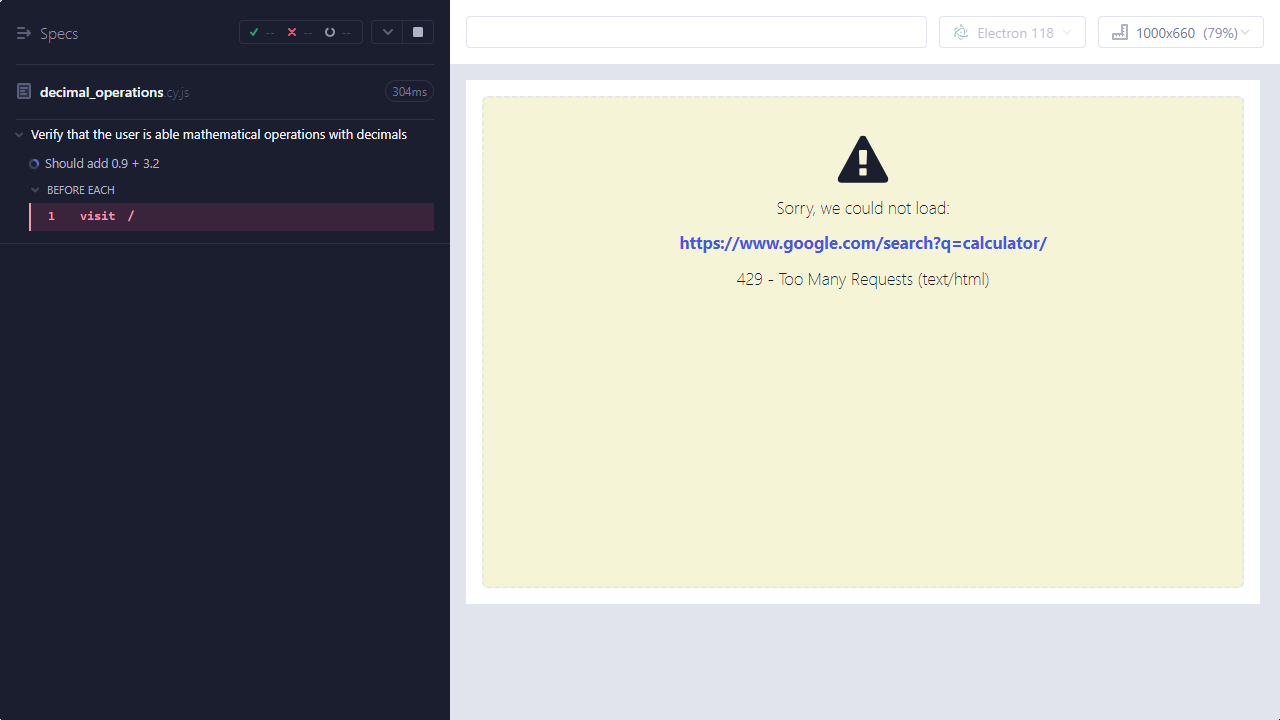 Specs
-- -- --
decimal_operations.cy.js
304ms
Verify that the user is able mathematical operations with decimals
Should add 0.9 + 3.2
BEFORE EACH
1 visit /
Electron 118
1000x660 (79%)
Sorry, we could not load:
https://www.google.com/search?q=calculator/
429 - Too Many Requests (text/html)